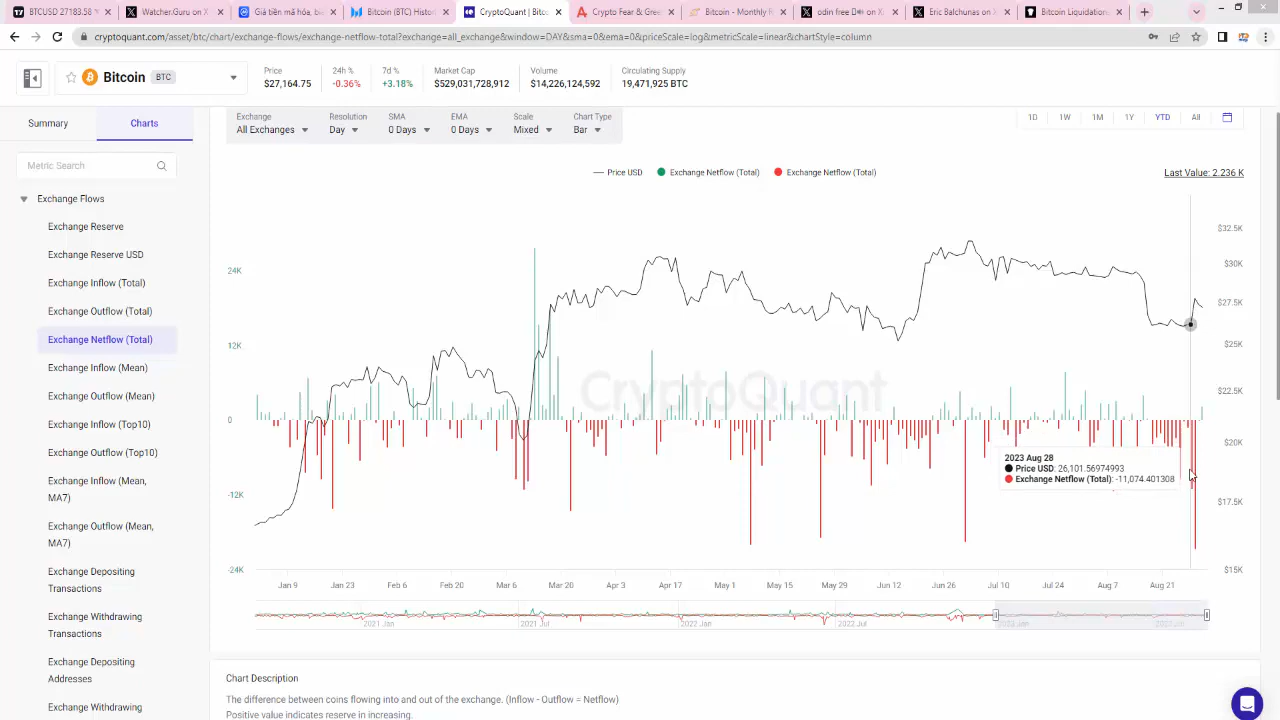 BTCUSD 27183.58
Watcher.Guru on X
Giá tiền mã hóa, bi
Bitcoin (BTC) Histor
CryptoQuant | Bitco
Crypto Fear & Gree
Bitcoin - Monthly R
odin free D on X
Eric Balchunas on X
Bitcoin Liquidation
cryptoquant.com/asset/btc/chart/exchange-flows/exchange-netflow-total?exchange=all_exchange&window=DAY&sma=0&ema=0&priceScale=log&metricScale=linear&chartStyle=column
Bitcoin BTC
Price 24h % 7d % Market Cap Volume Circulating Supply
$27,164.75 -0.36% +3.18% $529,031,728,912 $14,226,124,592 19,471,925 BTC
Summary Charts
Exchange Resolution SMA EMA Scale Chart Type
All Exchanges Day 0 Days 0 Days Mixed Bar
1D 1W 1M 1Y YTD All
Metric Search
Exchange Flows
Exchange Reserve
Exchange Reserve USD
Exchange Inflow (Total)
Exchange Outflow (Total)
Exchange Netflow (Total)
Exchange Inflow (Mean)
Exchange Outflow (Mean)
Exchange Inflow (Top10)
Exchange Outflow (Top10)
Exchange Inflow (Mean,
MA7)
Exchange Outflow (Mean,
MA7)
Exchange Depositing
Transactions
Exchange Withdrawing
Transactions
Exchange Depositing
Addresses
Exchange Withdrawing
Price USD Exchange Netflow (Total) Exchange Netflow (Total)
Last Value: 2.236 K
24K
12K
0
-12K
-24K
$32.5K
$30K
$27.5K
$25K
$22.5K
$20K
$17.5K
$15K
CryptoQuant
2023 Aug 28
Price USD: 26,101.56974993
Exchange Netflow (Total): -11,074.401308
Jan 9 Jan 23 Feb 6 Feb 20 Mar 6 Mar 20 Apr 3 Apr 17 May 1 May 15 May 29 Jun 12 Jun 26 Jul 10 Jul 24 Aug 7 Aug 21
2021 Jan 2021 Jul 2022 Jan 2022 Jul 2023 Jan 2023 Jul
Chart Description
The difference between coins flowing into and out of the exchange. (Inflow - Outflow = Netflow)
Positive value indicates reserve in increasing.